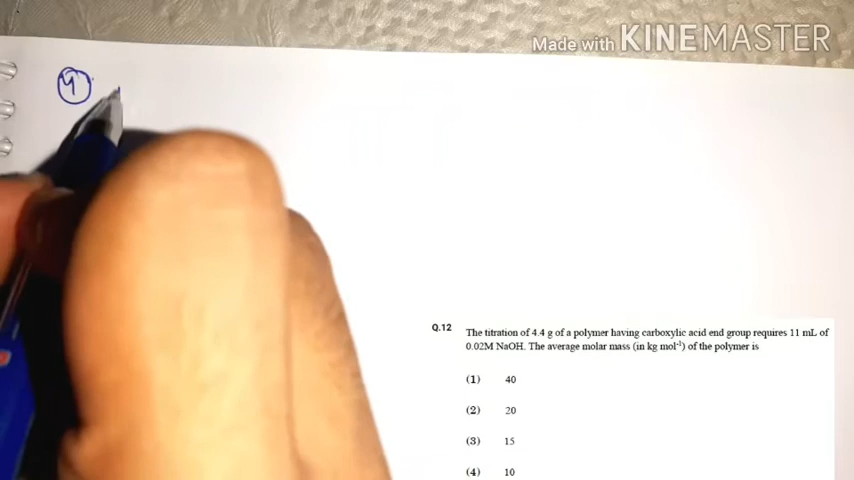 Made with KINEMASTER
4
Q.12 The titration of 4.4 g of a polymer having carboxylic acid end group requires 11 mL of
0.02M NaOH. The average molar mass (in kg mol⁻¹) of the polymer is
(1) 40
(2) 20
(3) 15
(4) 10